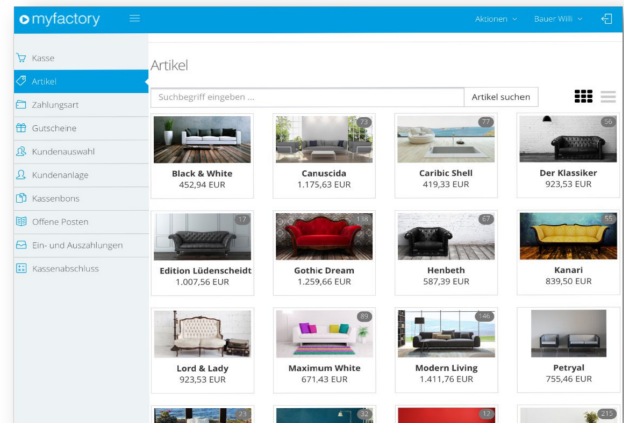 myfactory
Aktionen
Bauer Willi
Kasse
Artikel
Zahlungsart
Gutscheine
Kundenauswahl
Kundenanlage
Kassenbons
Offene Posten
Ein- und Auszahlungen
Kassenabschluss
Artikel
Suchbegriff eingeben ...
Artikel suchen
73
77
56
Black & White
Canuscida
Caribic Shell
Der Klassiker
452,94 EUR
1.175,63 EUR
419,33 EUR
923,53 EUR
17
138
67
55
Edition Lüdenscheidt
Gothic Dream
Henbeth
Kanari
1.007,56 EUR
1.259,66 EUR
587,39 EUR
839,50 EUR
89
146
Lord & Lady
Maximum White
Modern Living
Petryal
923,53 EUR
671,43 EUR
1.411,76 EUR
755,46 EUR
32
12
215